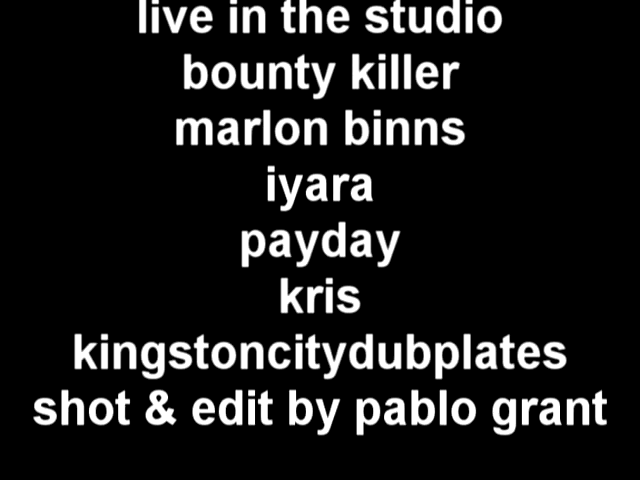 live in the studio
bounty killer
marlon binns
iyara
payday
kris
kingstoncitydubplates
shot & edit by pablo grant